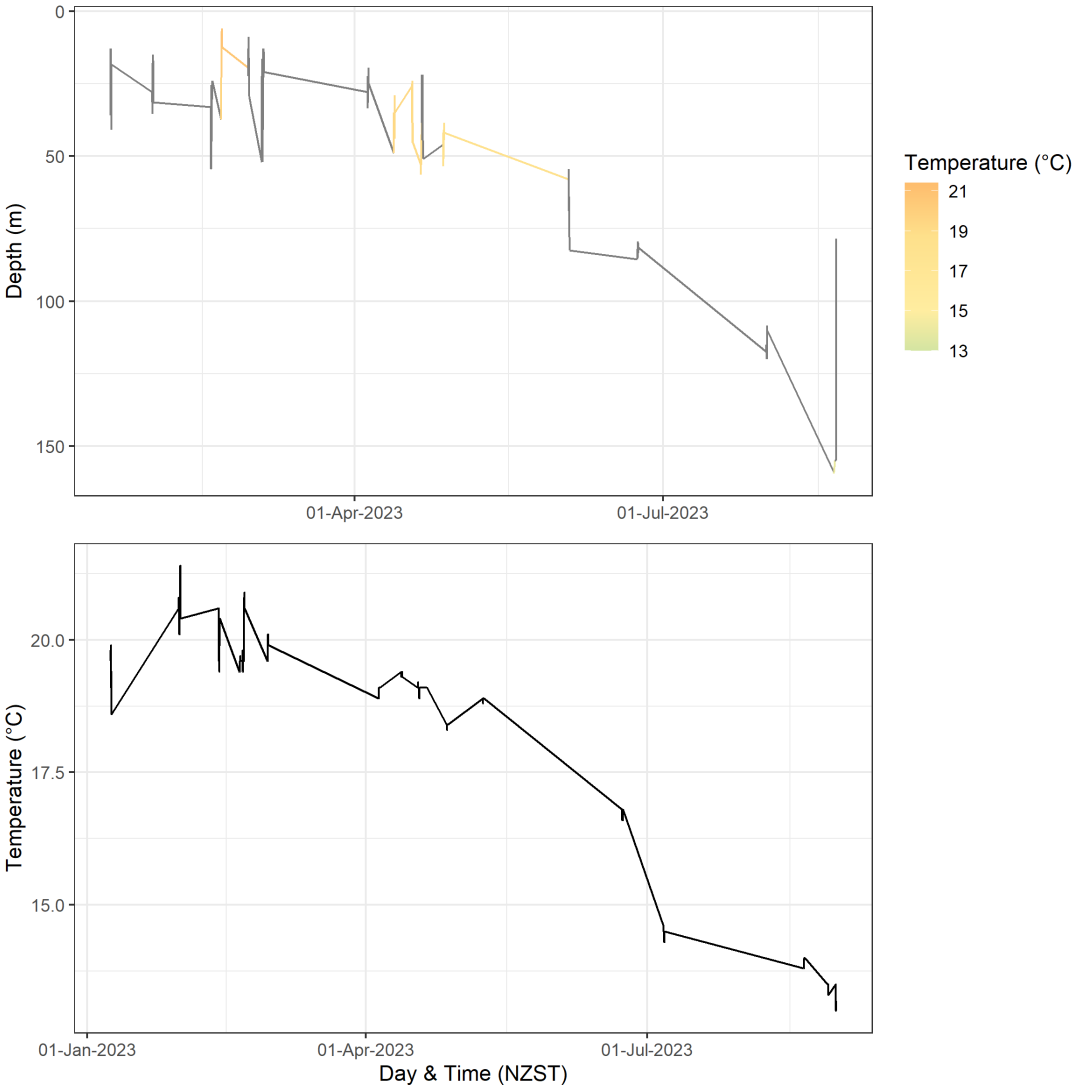 0
50
100
150
Depth (m)
01-Apr-2023
01-Jul-2023
Temperature (°C)
21
19
17
15
13
20.0
17.5
15.0
Temperature (°C)
01-Jan-2023
01-Apr-2023
01-Jul-2023
Day & Time (NZST)